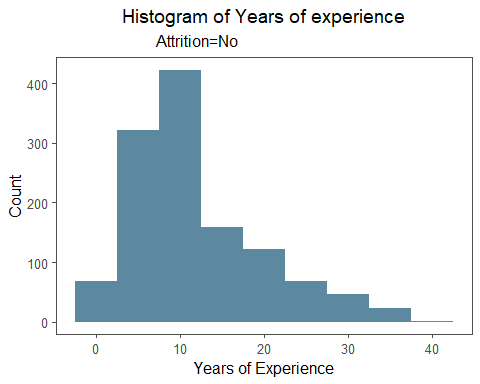 Histogram of Years of experience
Attrition=No
400
300
200
100
0
Count
0 10 20 30 40
Years of Experience